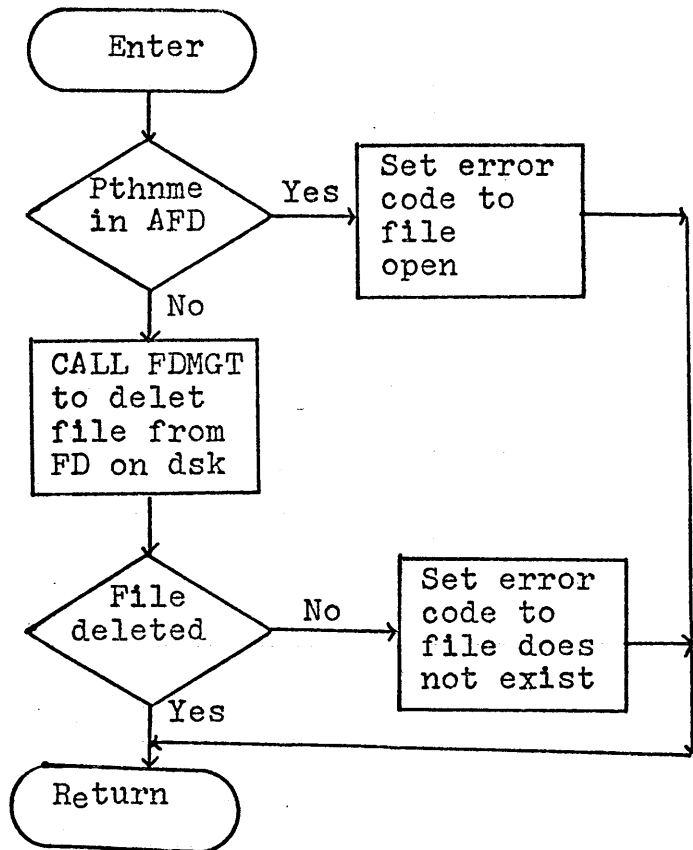 Enter
Pthnme
in AFD
Yes
Set error
code to
file
open
No
CALL FDMGT
to delet
file from
FD on dsk
File
deleted
No
Set error
code to
file does
not exist
Yes
Return